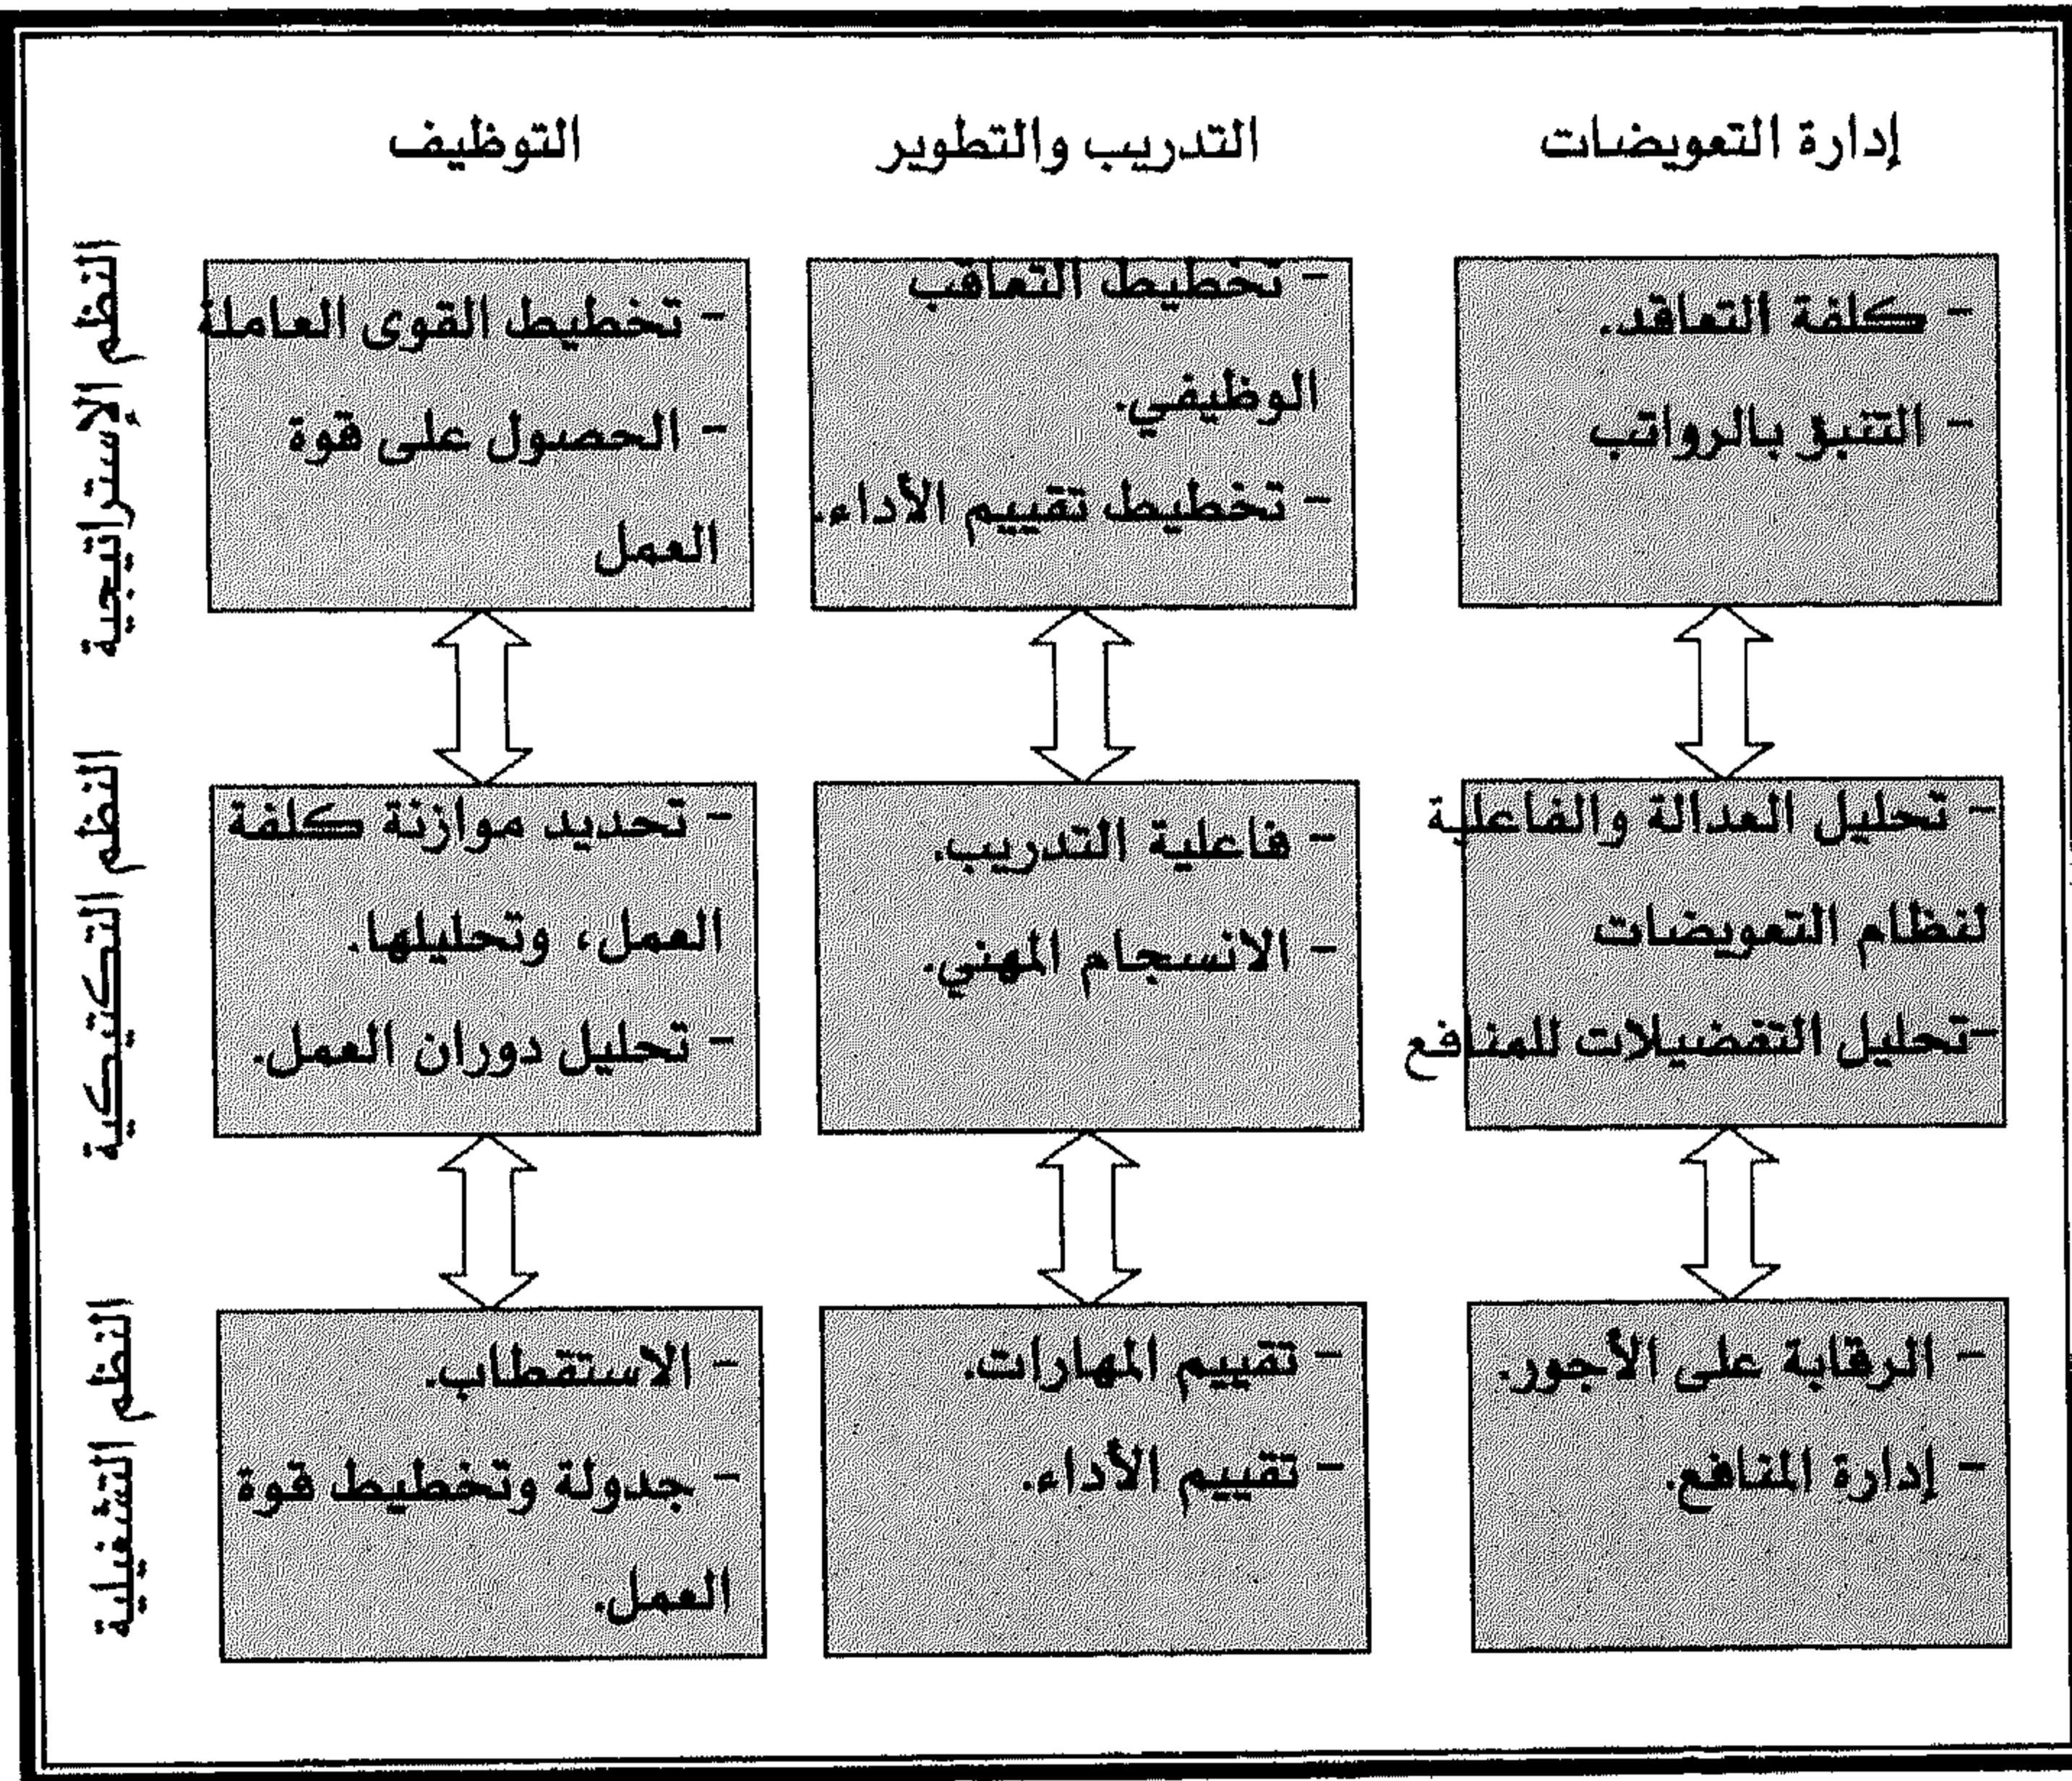 إدارة التعويضات
التدريب والتطوير
التوظيف
النظم الإستراتيجية
- كلفة التعاقد.
- التنبؤ بالرواتب
- تخطيط التعاقب
الوظيفي.
- تخطيط تقييم الأداء.
- تخطيط القوى العاملة
- الحصول على قوة
العمل
النظم التكتيكية
- تحليل العدالة والفاعلية
لنظام التعويضات
-تحليل التفضيلات للمنافع
- فاعلية التدريب.
- الانسجام المهني.
- تحديد موازنة كلفة
العمل، وتحليلها.
- تحليل دوران العمل.
النظم التشغيلية
- الرقابة على الأجور.
- إدارة المنافع.
- تقييم المهارات.
- تقييم الأداء.
- الاستقطاب.
- جدولة وتخطيط قوة
العمل.